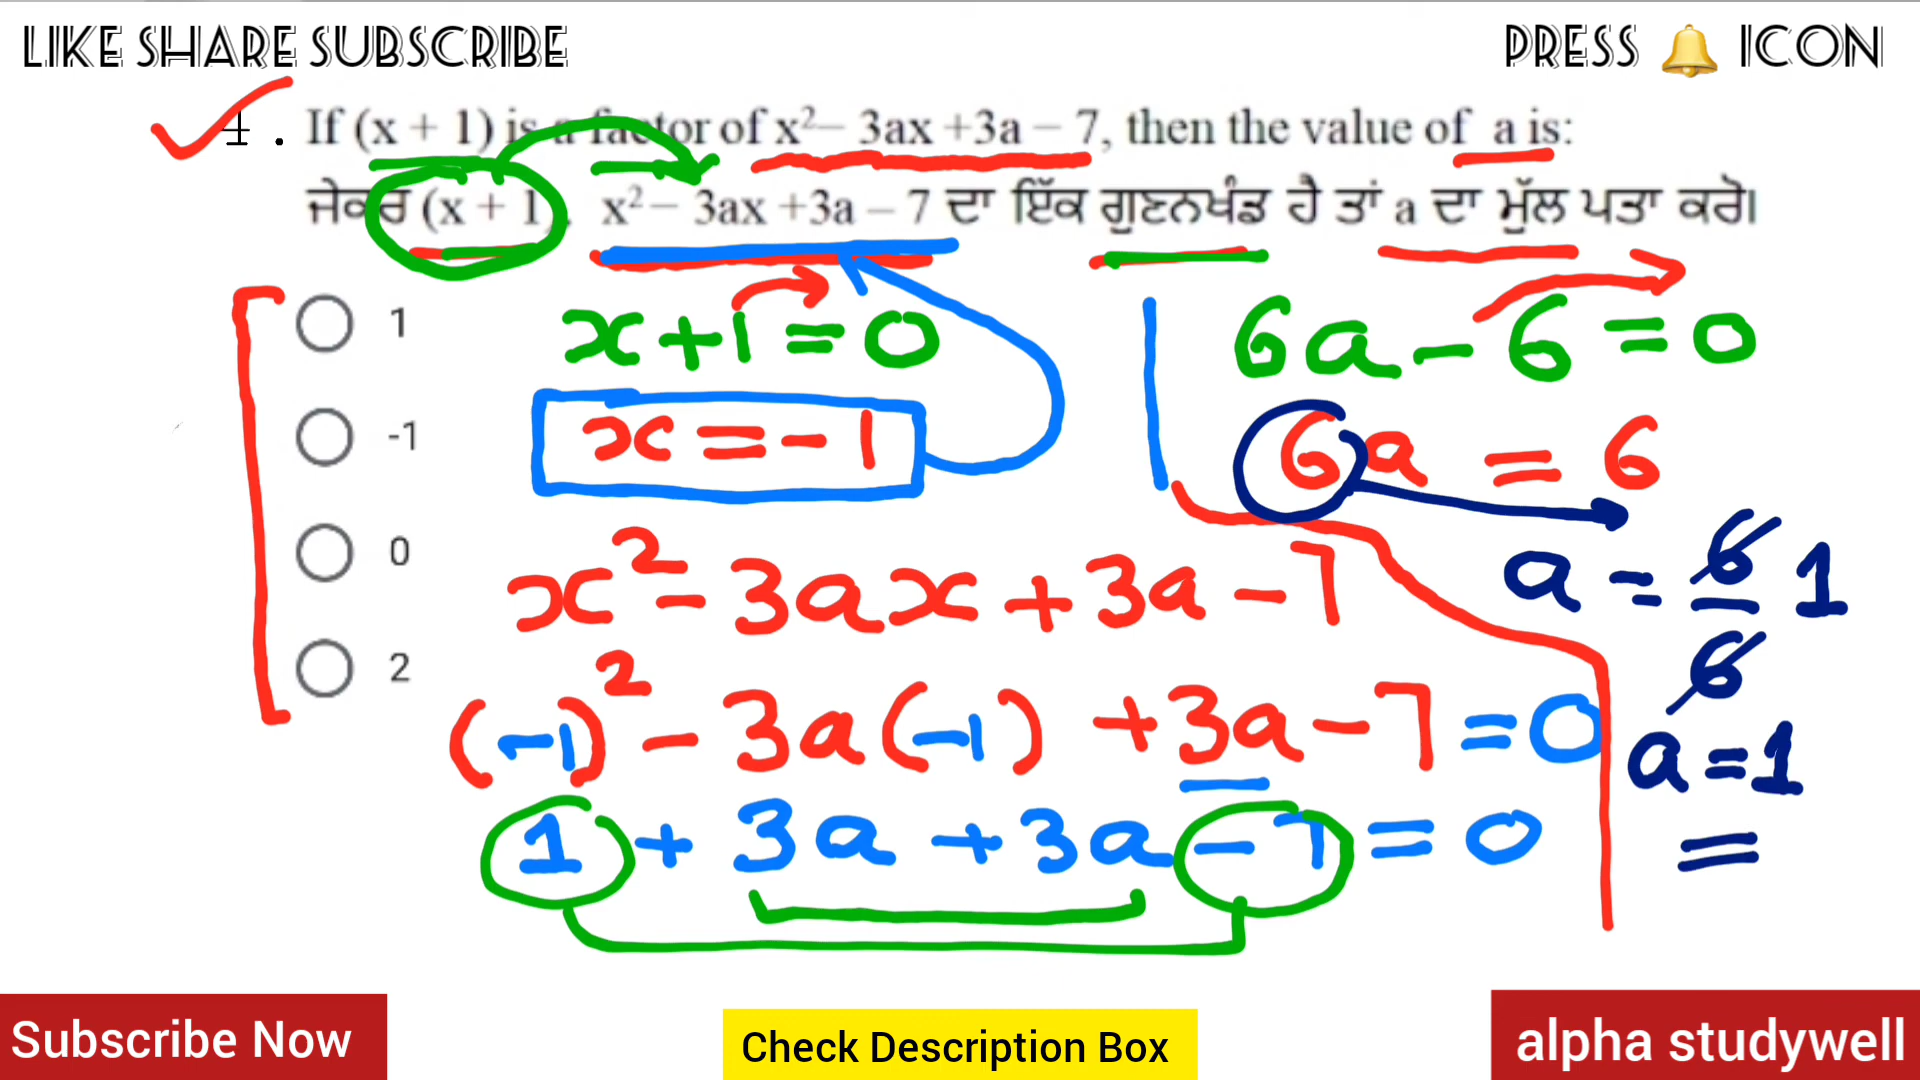 LIKE SHARE SUBSCRIBE
PRESS 🔔 ICON
4 . If (x + 1) is a factor of x²– 3ax +3a – 7, then the value of a is:
ਜੇਕਰ (x + 1), x²– 3ax +3a – 7 ਦਾ ਇੱਕ ਗੁਣਨਖੰਡ ਹੈ ਤਾਂ a ਦਾ ਮੁੱਲ ਪਤਾ ਕਰੋ।
1
-1
0
2
x+1=0
x=-1
x²-3ax+3a-7
(-1)²-3a(-1)+3a-7=0
1+3a+3a-7=0
6a-6=0
6a=6
a=6/6 1
a=1
=
Subscribe Now
Check Description Box
alpha studywell